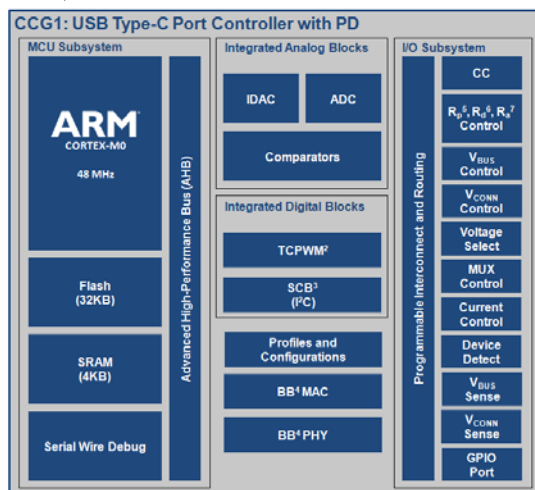 CCG1: USB Type-C Port Controller with PD
MCU Subsystem
ARM
CORTEX-M0
48 MHz
Flash
(32KB)
SRAM
(4KB)
Serial Wire Debug
Advanced High-Performance Bus (AHB)
Integrated Analog Blocks
IDAC
ADC
Comparators
Integrated Digital Blocks
TCPWM²
SCB³
(I²C)
Profiles and
Configurations
BB⁴ MAC
BB⁴ PHY
I/O Subsystem
Programmable Interconnect and Routing
CC
Rp⁵, Rd⁶, Ra⁷
Control
VBUS
Control
VCONN
Control
Voltage
Select
MUX
Control
Current
Control
Device
Detect
VBUS
Sense
VCONN
Sense
GPIO
Port